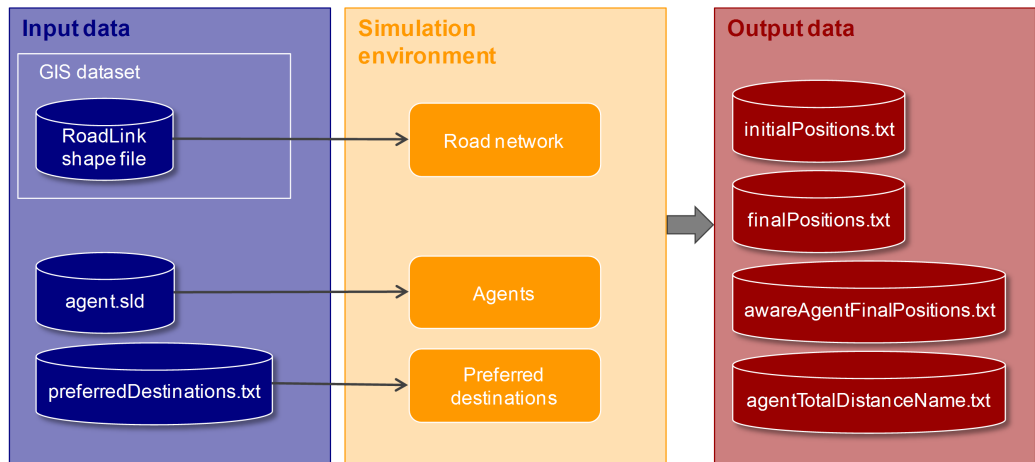 Input data
GIS dataset
RoadLink
shape file
agent.sld
preferredDestinations.txt
Simulation
environment
Road network
Agents
Preferred
destinations
Output data
initialPositions.txt
finalPositions.txt
awareAgentFinalPositions.txt
agentTotalDistanceName.txt